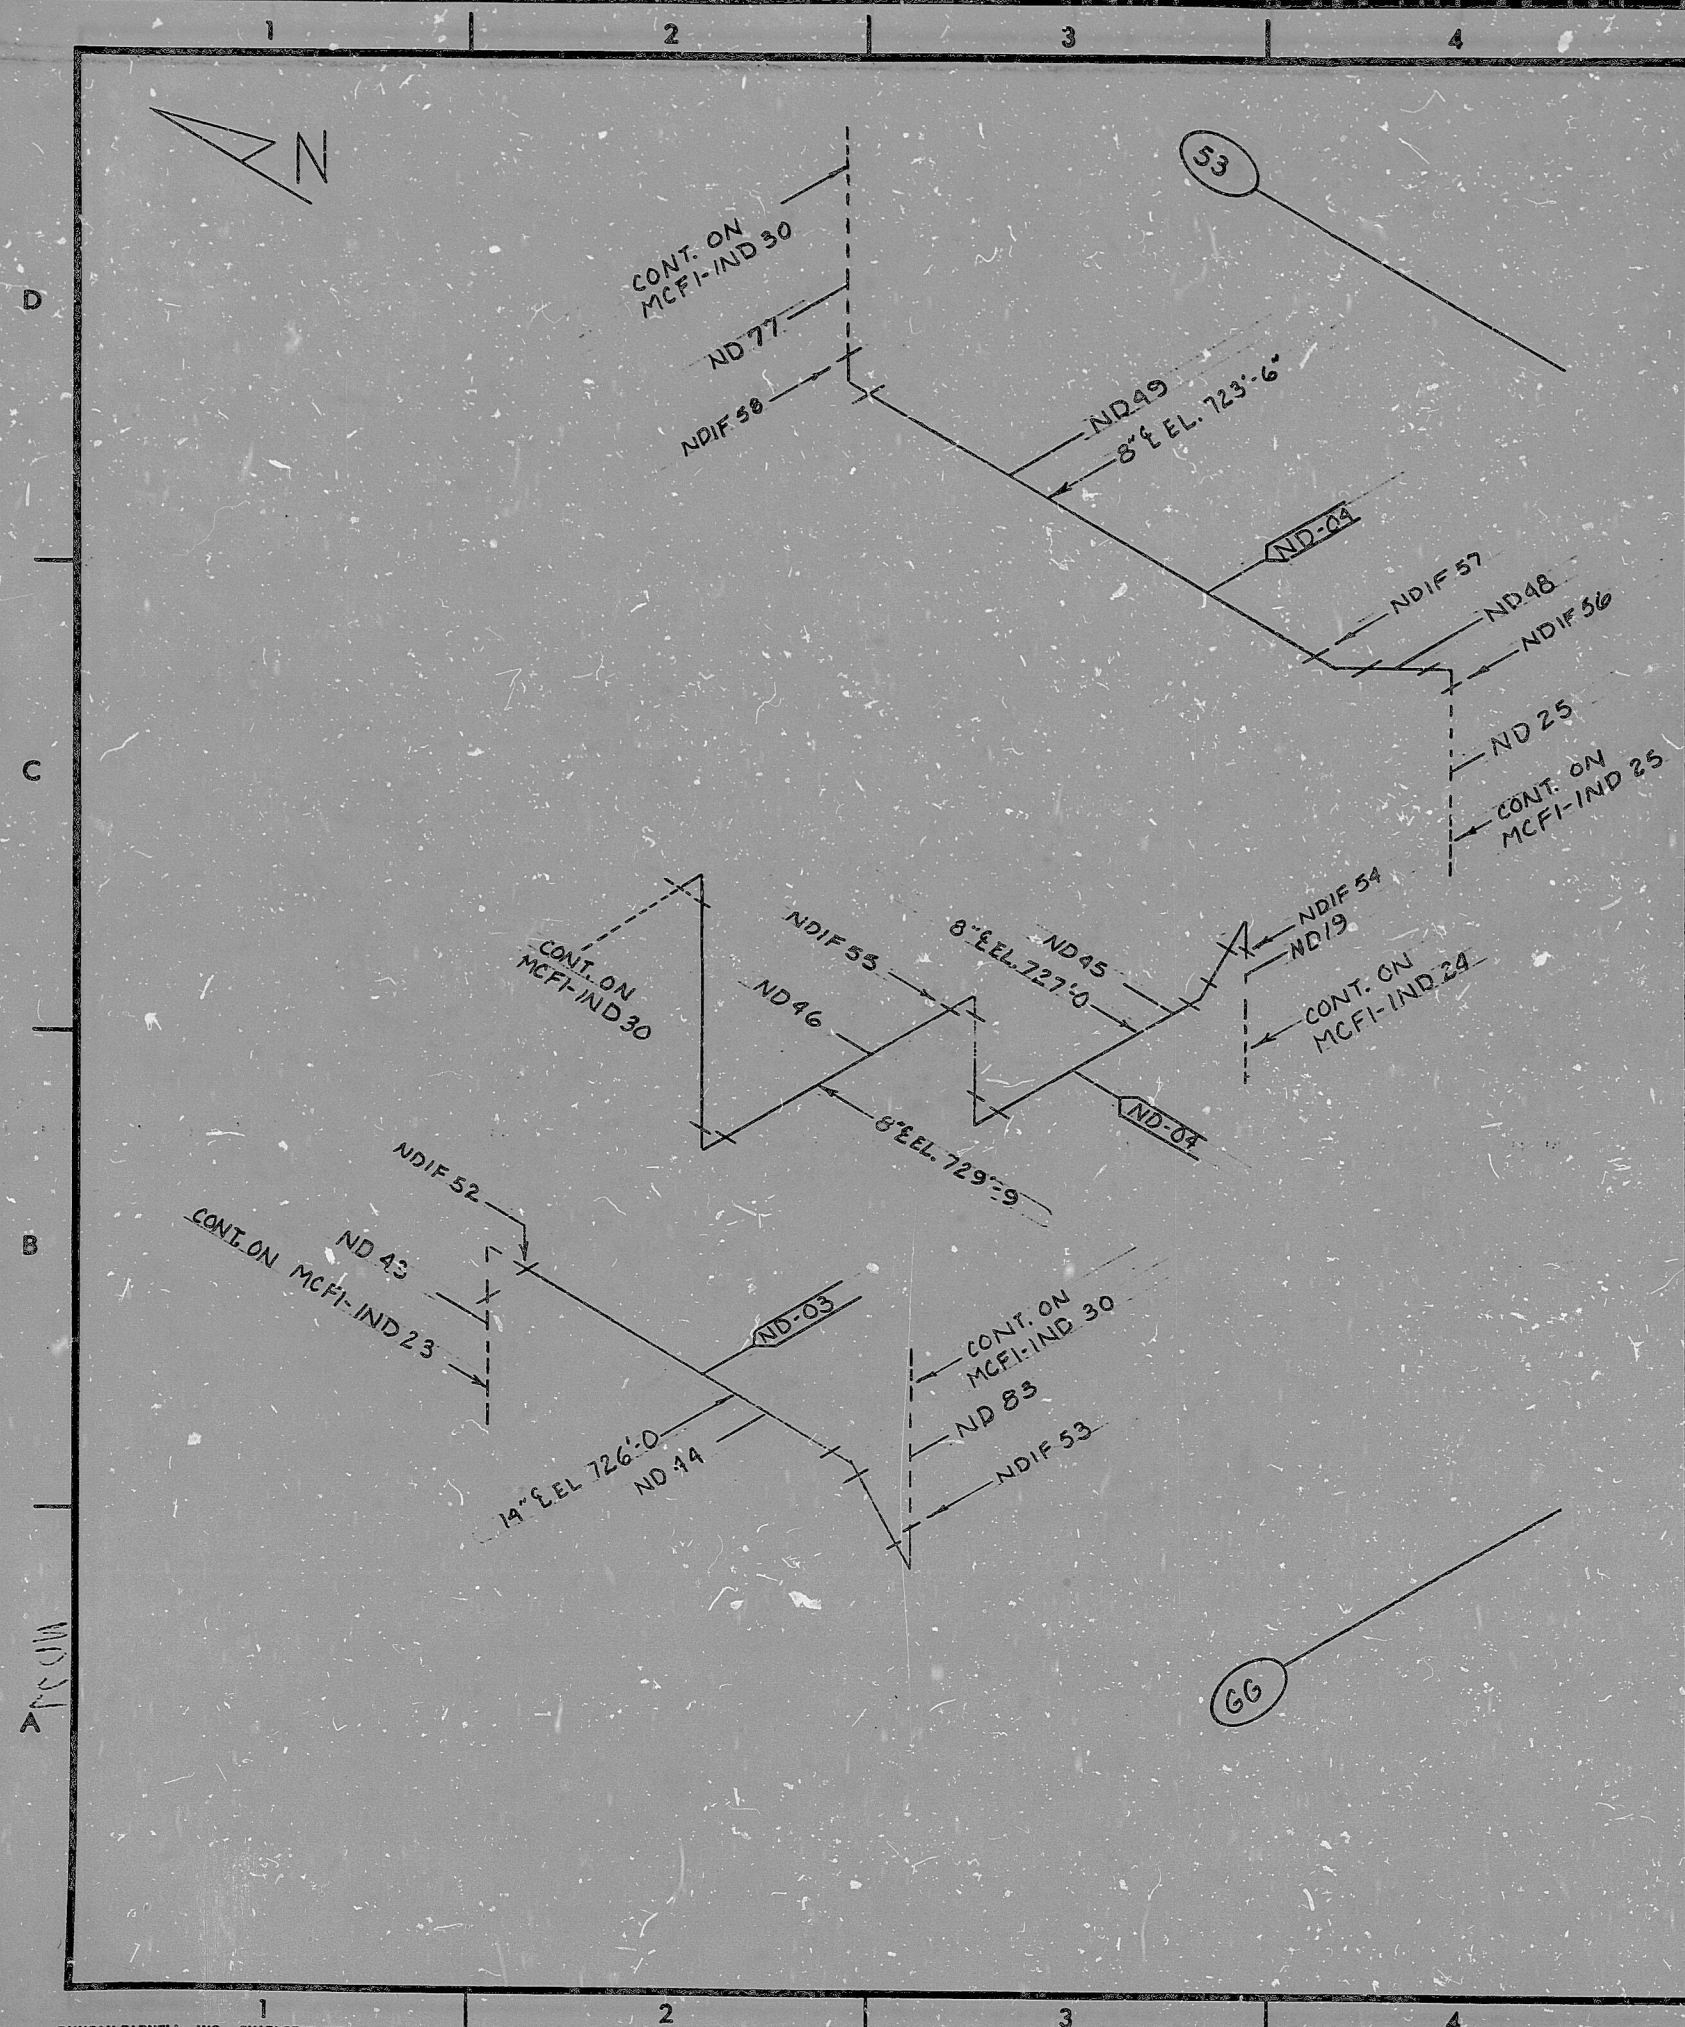 1
2
3
4
N
53
CONT. ON
MCFI-IND 30
ND 77
NDIF 58
ND49
8"℄ EL. 723'-6"
ND-04
NDIF 57
ND48
NDIF 56
ND 25
CONT. ON
MCFI-IND 25
D
C
CONT. ON
MCFI-IND30
NDIF 55
ND 46
8"℄EL. 727'-0
ND45
NDIF 54
ND19
CONT. ON
MCFI-IND 24
8"℄EL. 729'-9
ND-04
NDIF 52
ND 43
CONT. ON MCFI-IND 23
B
ND-03
14"℄EL 726'-0
ND 44
CONT. ON
MCFI-IND 30
ND 83
NDIF 53
GG
A
1
2
3
4